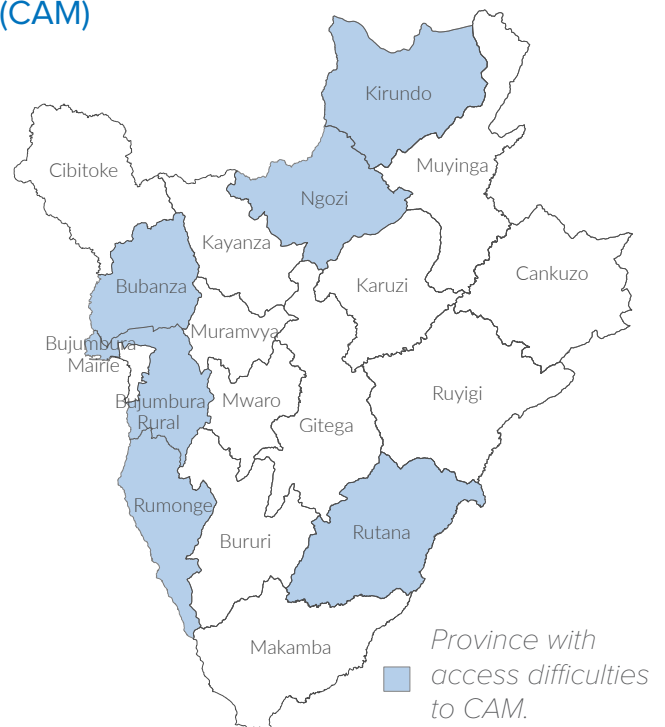 (CAM)
Kirundo
Muyinga
Cibitoke
Ngozi
Kayanza
Cankuzo
Karuzi
Bubanza
Muramvya
Bujumbura
Mairie
Ruyigi
Bujumbura
Rural
Mwaro
Gitega
Rumonge
Rutana
Bururi
Makamba
Province with
access difficulties
to CAM.